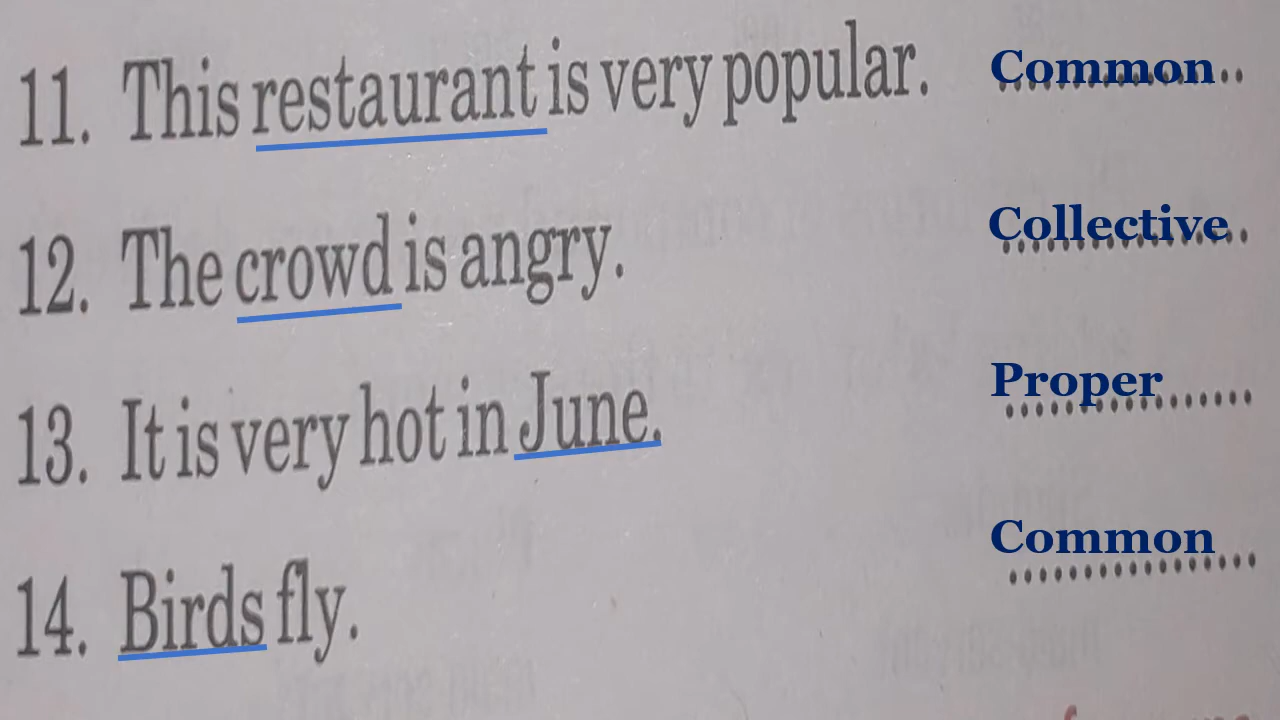 11. This restaurant is very popular. Common
12. The crowd is angry. Collective
13. It is very hot in June. Proper
14. Birds fly. Common